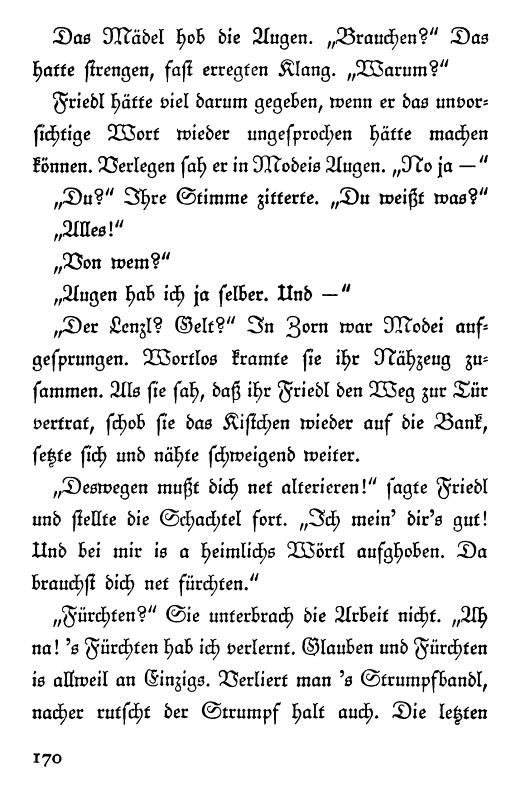 Das Mädel hob die Augen. „Brauchen?“ Das
hatte strengen, fast erregten Klang. „Warum?“
Friedl hätte viel darum gegeben, wenn er das unvor-
sichtige Wort wieder ungesprochen hätte machen
können. Verlegen sah er in Modeis Augen. „No ja —“
„Du?“ Ihre Stimme zitterte. „Du weißt was?“
„Alles!“
„Von wem?“
„Augen hab ich ja selber. Und —“
„Der Lenzl? Gelt?“ In Zorn war Modei auf-
gesprungen. Wortlos kramte sie ihr Nähzeug zu-
sammen. Als sie sah, daß ihr Friedl den Weg zur Tür
vertrat, schob sie das Kistchen wieder auf die Bank,
setzte sich und nähte schweigend weiter.
„Deswegen mußt dich net alterieren!“ sagte Friedl
und stellte die Schachtel fort. „Ich mein’ dir’s gut!
Und bei mir is a heimlichs Wörtl aufghoben. Da
brauchst dich net fürchten.“
„Fürchten?“ Sie unterbrach die Arbeit nicht. „Ah
na! ’s Fürchten hab ich verlernt. Glauben und Fürchten
is allweil an Einzigs. Verliert man ’s Strumpfbandl,
nacher rutscht der Strumpf halt auch. Die letzten
170